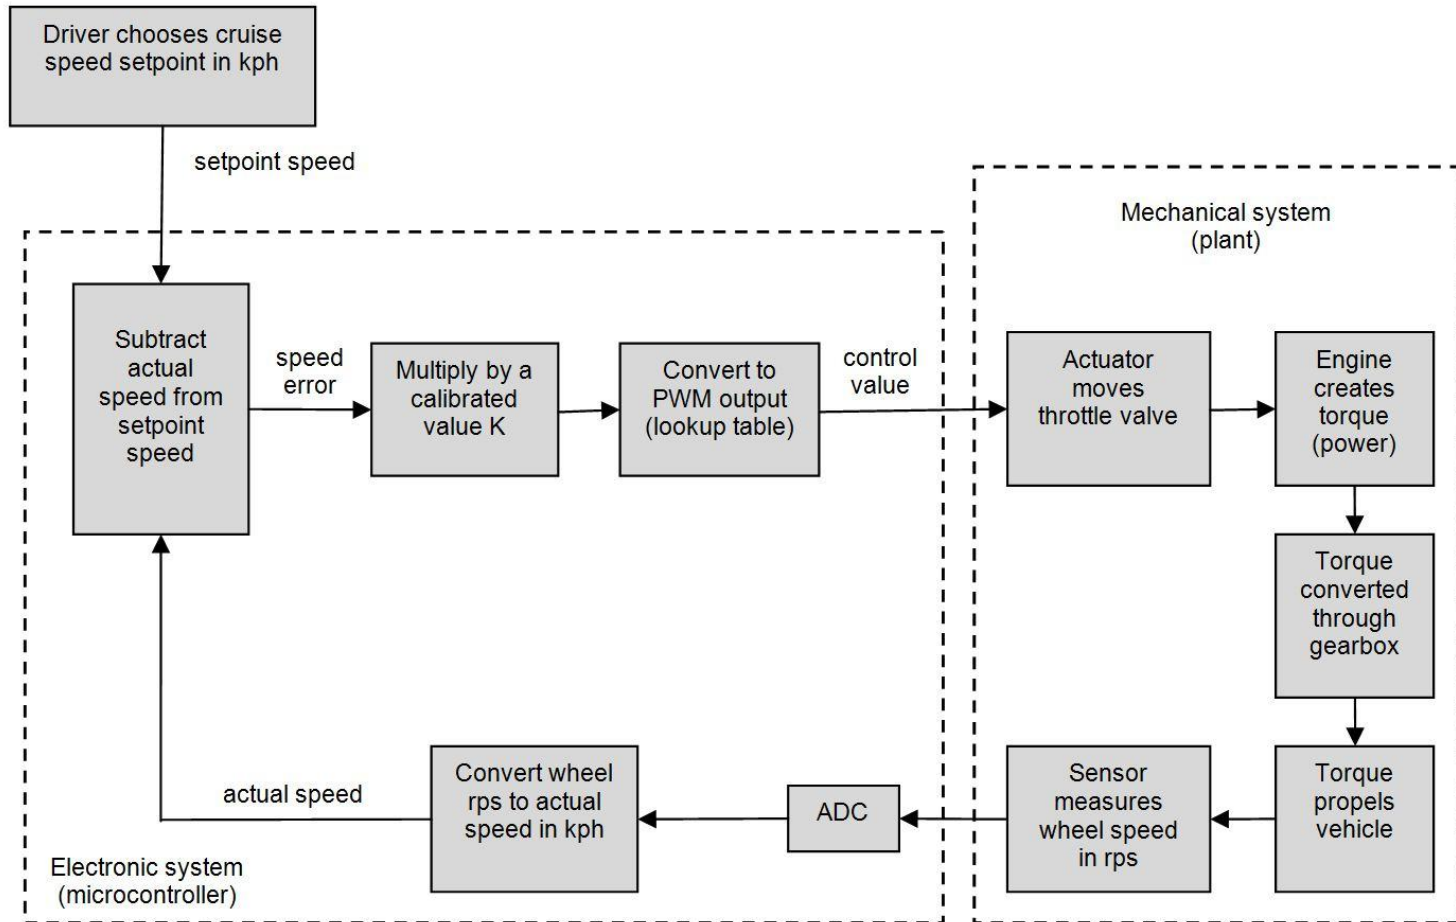 Driver chooses cruise
speed setpoint in kph
setpoint speed
Mechanical system
(plant)
Subtract
actual
speed from
setpoint
speed
speed
error
Multiply by a
calibrated
value K
Convert to
PWM output
(lookup table)
control
value
Actuator
moves
throttle valve
Engine
creates
torque
(power)
Torque
converted
through
gearbox
Torque
propels
vehicle
Sensor
measures
wheel speed
in rps
ADC
Convert wheel
rps to actual
speed in kph
actual speed
Electronic system
(microcontroller)